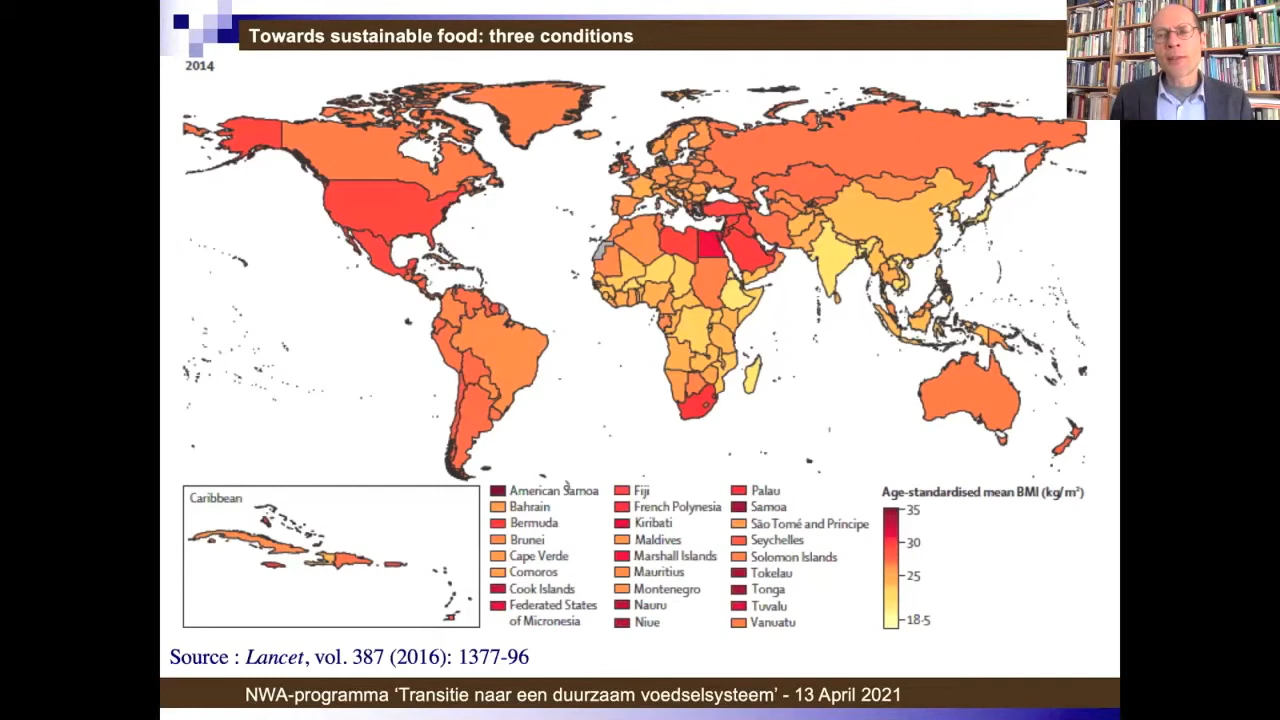 Towards sustainable food: three conditions
2014
Caribbean
American Samoa
Bahrain
Bermuda
Brunei
Cape Verde
Comoros
Cook Islands
Federated States
of Micronesia
Fiji
French Polynesia
Kiribati
Maldives
Marshall Islands
Mauritius
Montenegro
Nauru
Niue
Palau
Samoa
São Tomé and Príncipe
Seychelles
Solomon Islands
Tokelau
Tonga
Tuvalu
Vanuatu
Age-standardised mean BMI (kg/m²)
35
30
25
18·5
Source : Lancet, vol. 387 (2016): 1377-96
NWA-programma ‘Transitie naar een duurzaam voedselsysteem’ - 13 April 2021